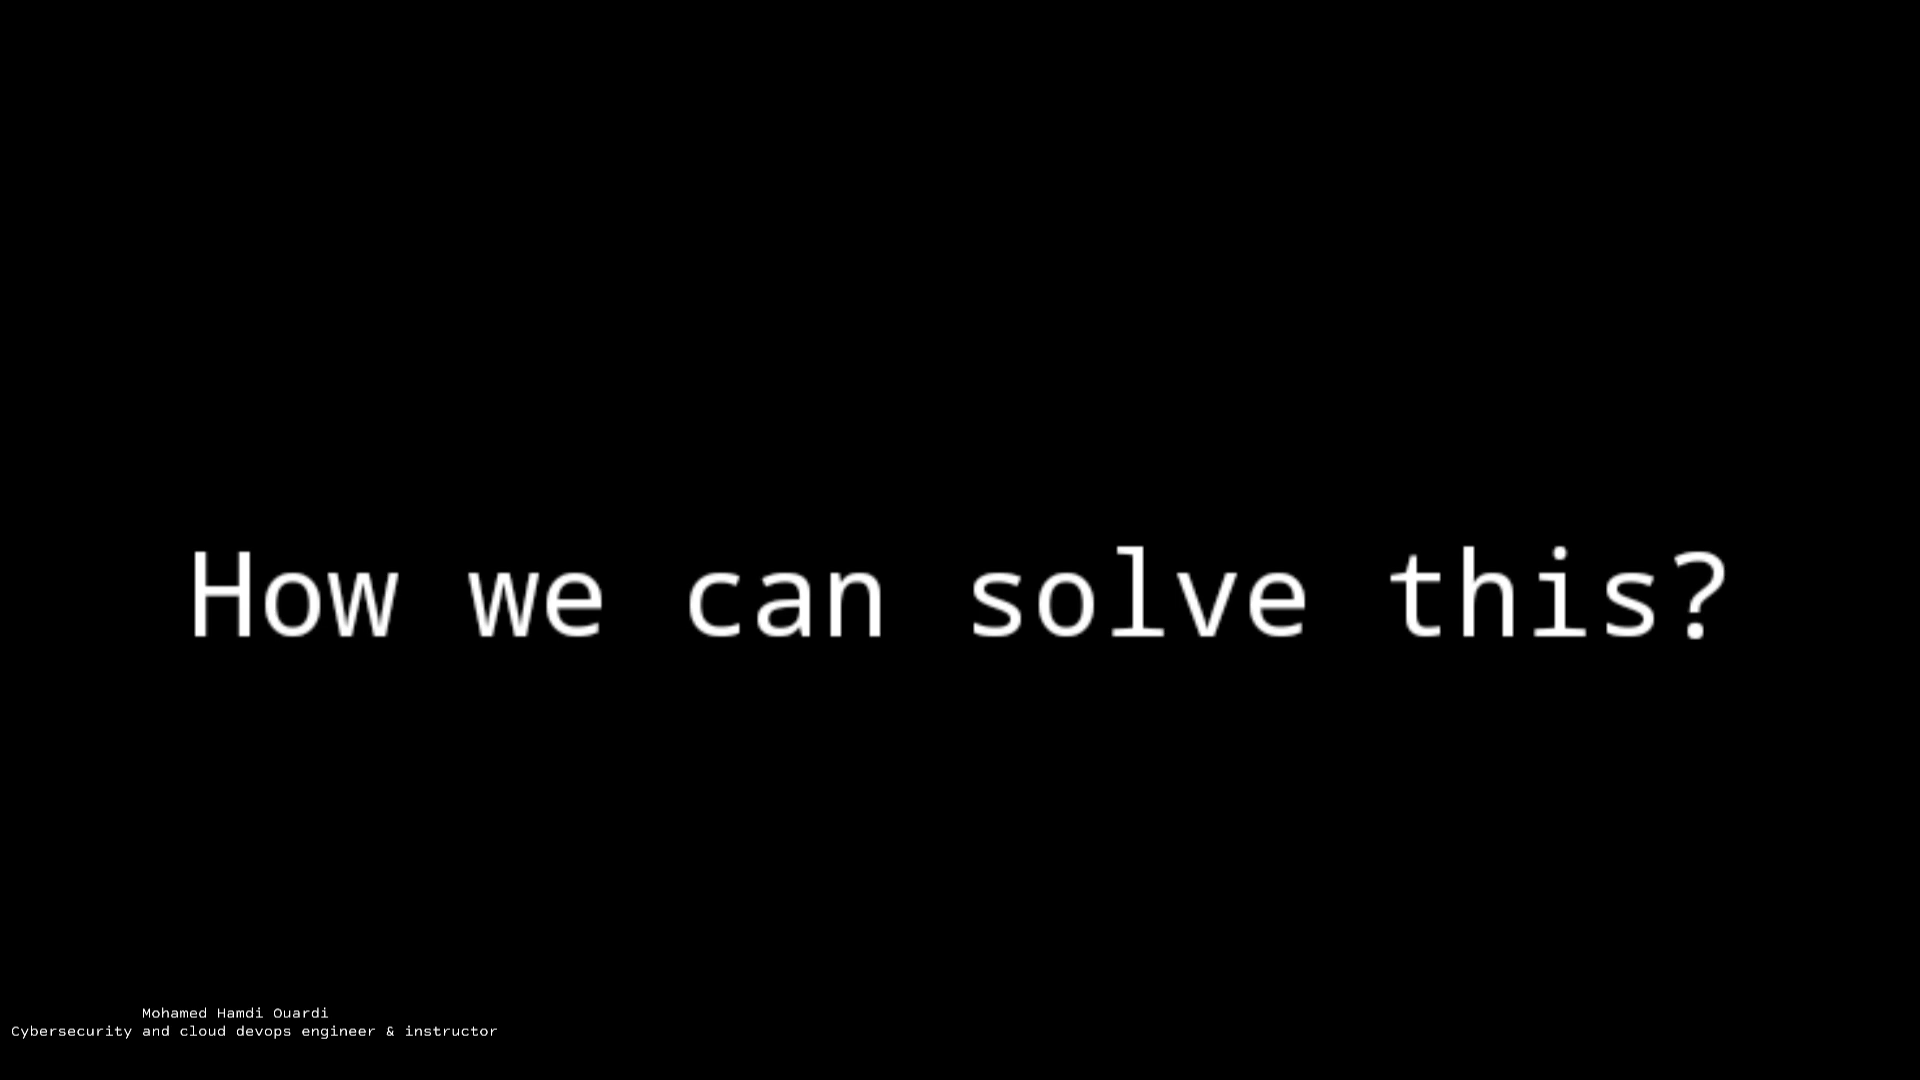 How we can solve this?
Mohamed Hamdi Ouardi
Cybersecurity and cloud devops engineer & instructor